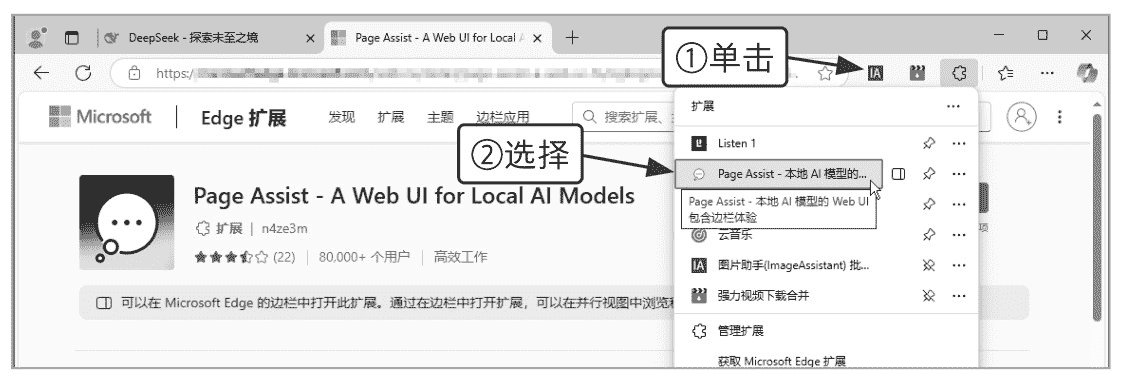 DeepSeek - 探索未至之境
Page Assist - A Web UI for Local A
①单击
https:/
扩展
Microsoft
Edge 扩展
发现
扩展
主题
边栏应用
搜索扩展、
②选择
Listen 1
Page Assist - 本地 AI 模型的...
Page Assist - 本地 AI 模型的 Web UI
包含边栏体验
Page Assist - A Web UI for Local AI Models
扩展 | n4ze3m
(22) | 80,000+ 个用户 | 高效工作
云音乐
图片助手(ImageAssistant) 批...
强力视频下载合并
可以在 Microsoft Edge 的边栏中打开此扩展。通过在边栏中打开扩展，可以在并行视图中浏览
管理扩展
获取 Microsoft Edge 扩展